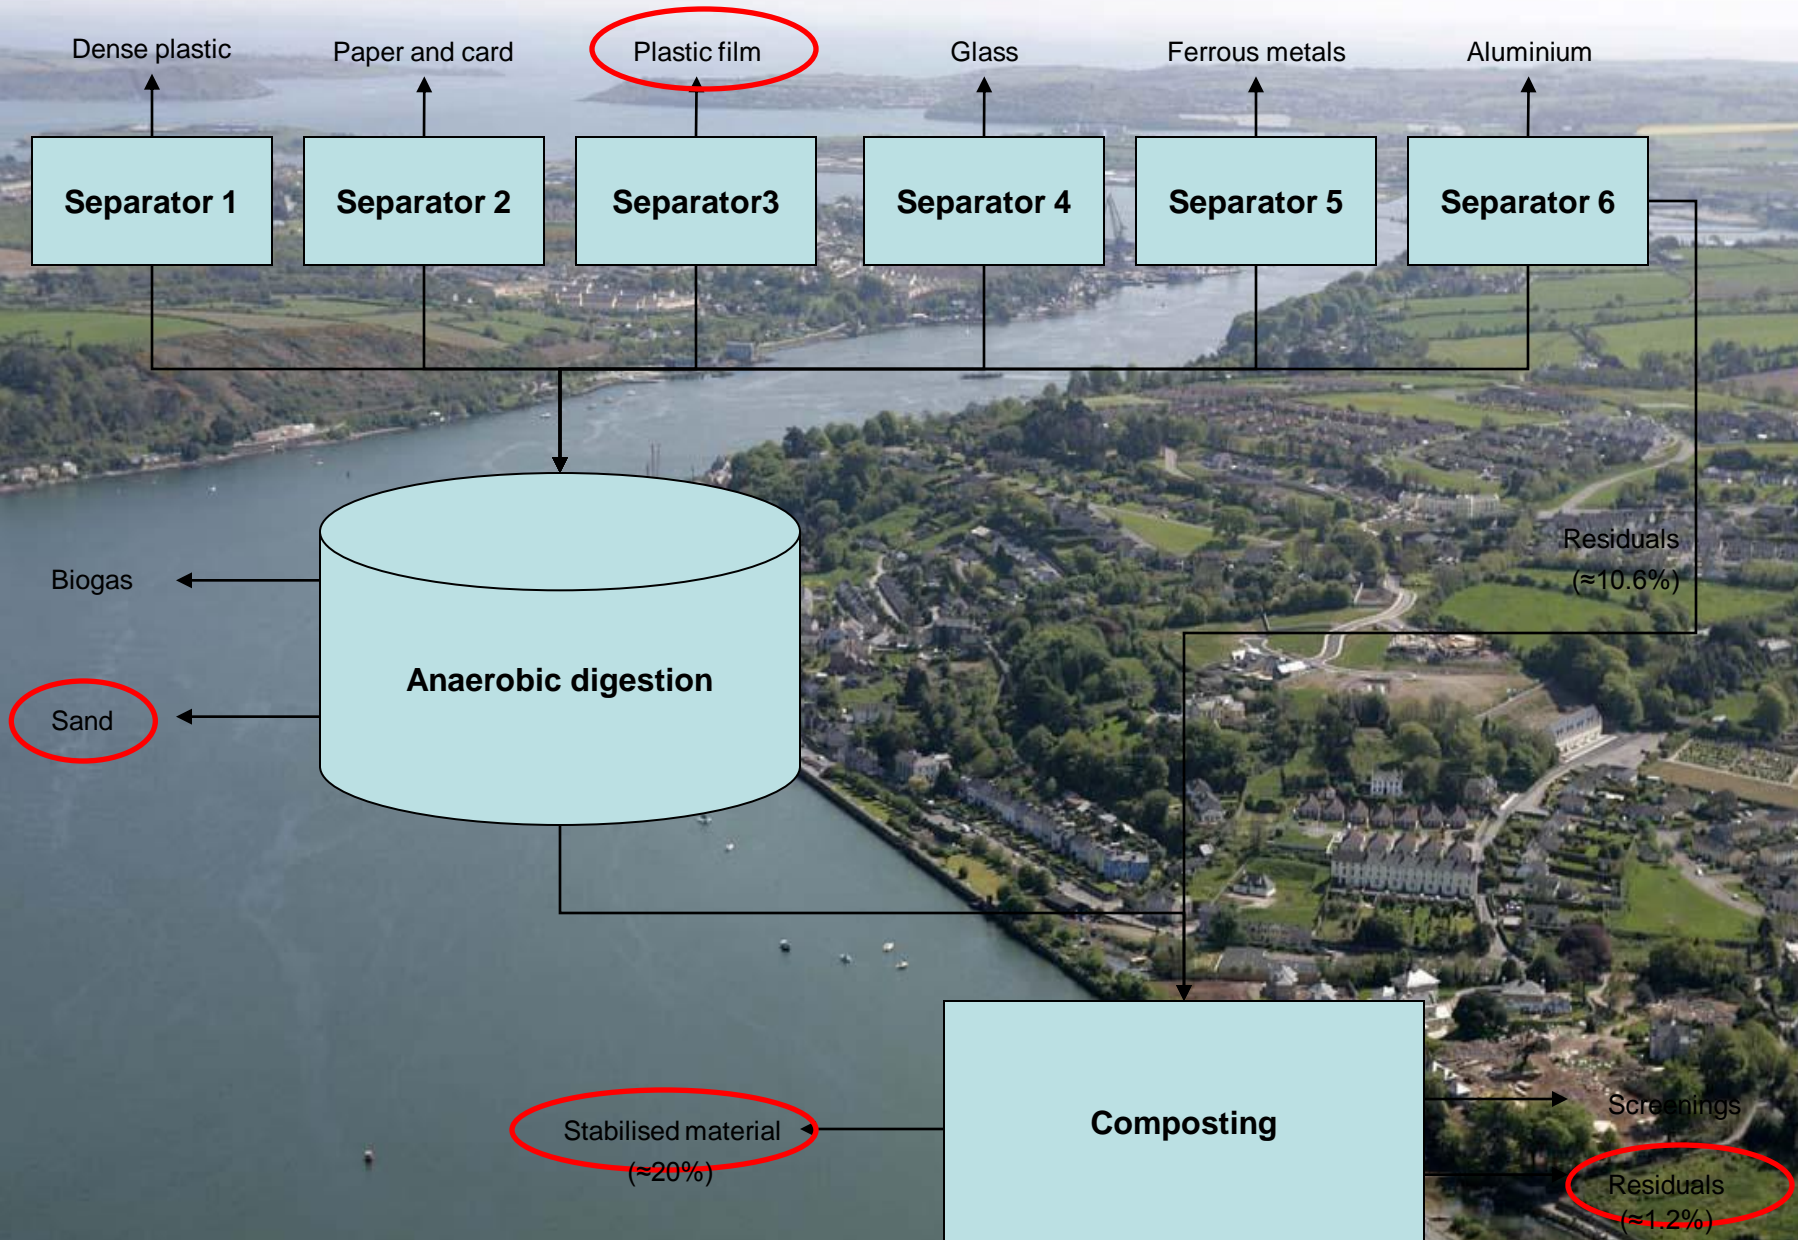 Dense plastic
Paper and card
Plastic film
Glass
Ferrous metals
Aluminium
Separator 1
Separator 2
Separator3
Separator 4
Separator 5
Separator 6
Residuals
(≈10.6%)
Biogas
Anaerobic digestion
Sand
Composting
Screenings
Stabilised material
(≈20%)
Residuals
(≈1.2%)